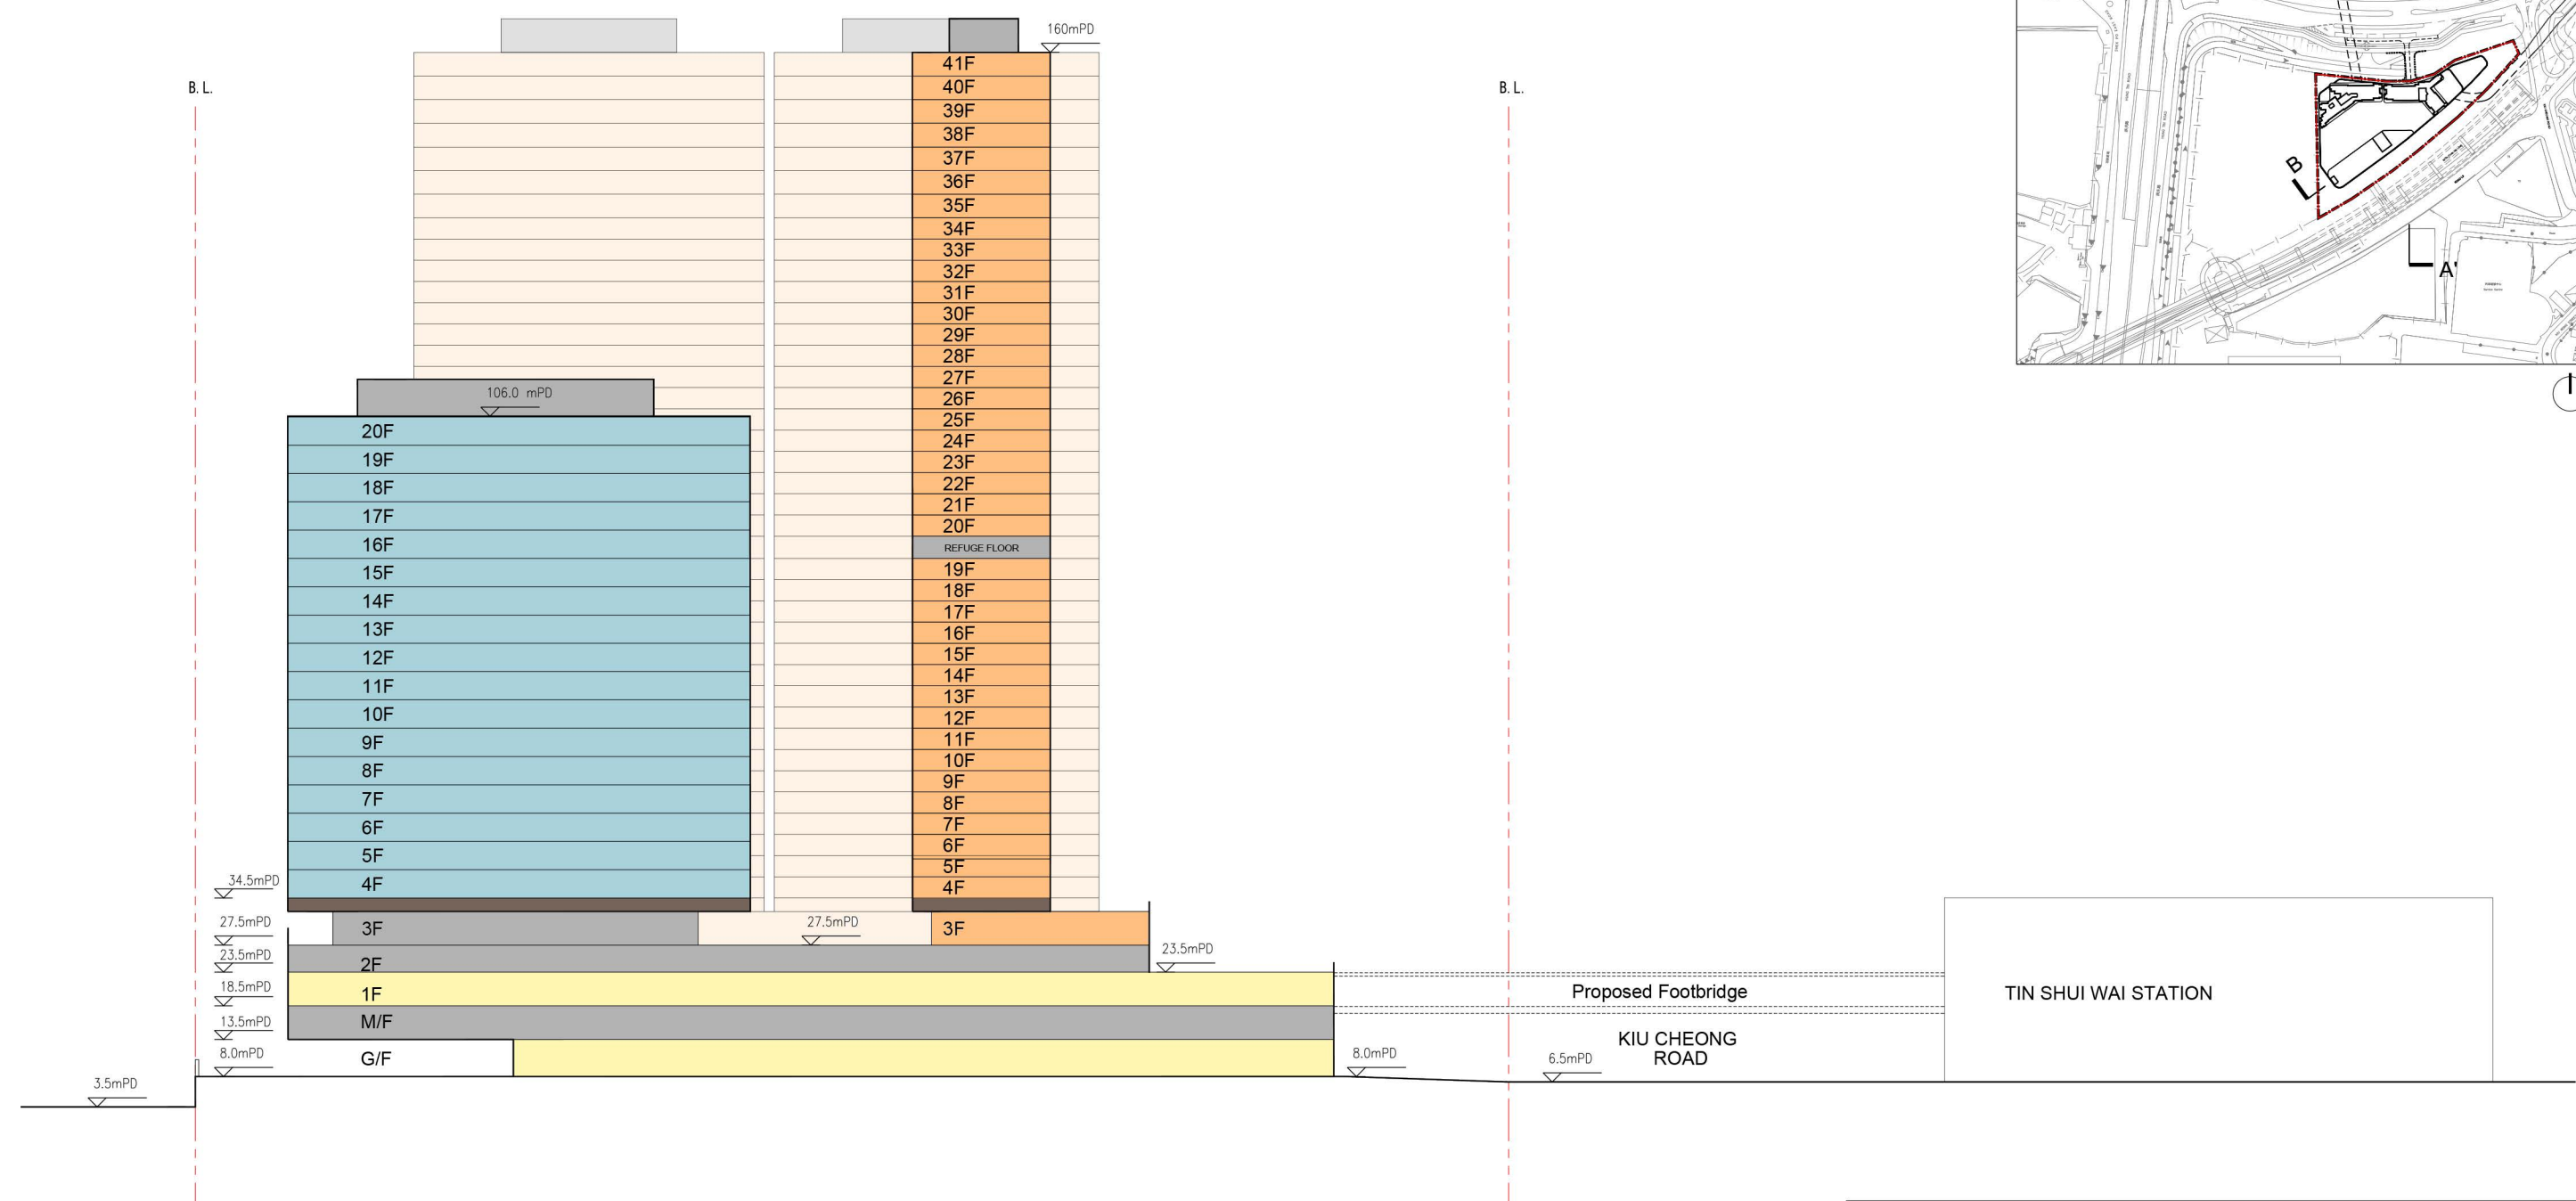 160mPD
B.L.
B.L.
41F
40F
39F
38F
37F
36F
35F
34F
33F
32F
31F
30F
29F
28F
27F
26F
25F
24F
23F
22F
21F
20F
REFUGE FLOOR
19F
18F
17F
16F
15F
14F
13F
12F
11F
10F
9F
8F
7F
6F
5F
4F
3F
106.0 mPD
20F
19F
18F
17F
16F
15F
14F
13F
12F
11F
10F
9F
8F
7F
6F
5F
4F
3F
2F
1F
M/F
G/F
34.5mPD
27.5mPD
23.5mPD
18.5mPD
13.5mPD
8.0mPD
3.5mPD
27.5mPD
23.5mPD
8.0mPD
6.5mPD
Proposed Footbridge
KIU CHEONG
ROAD
TIN SHUI WAI STATION
B
A'